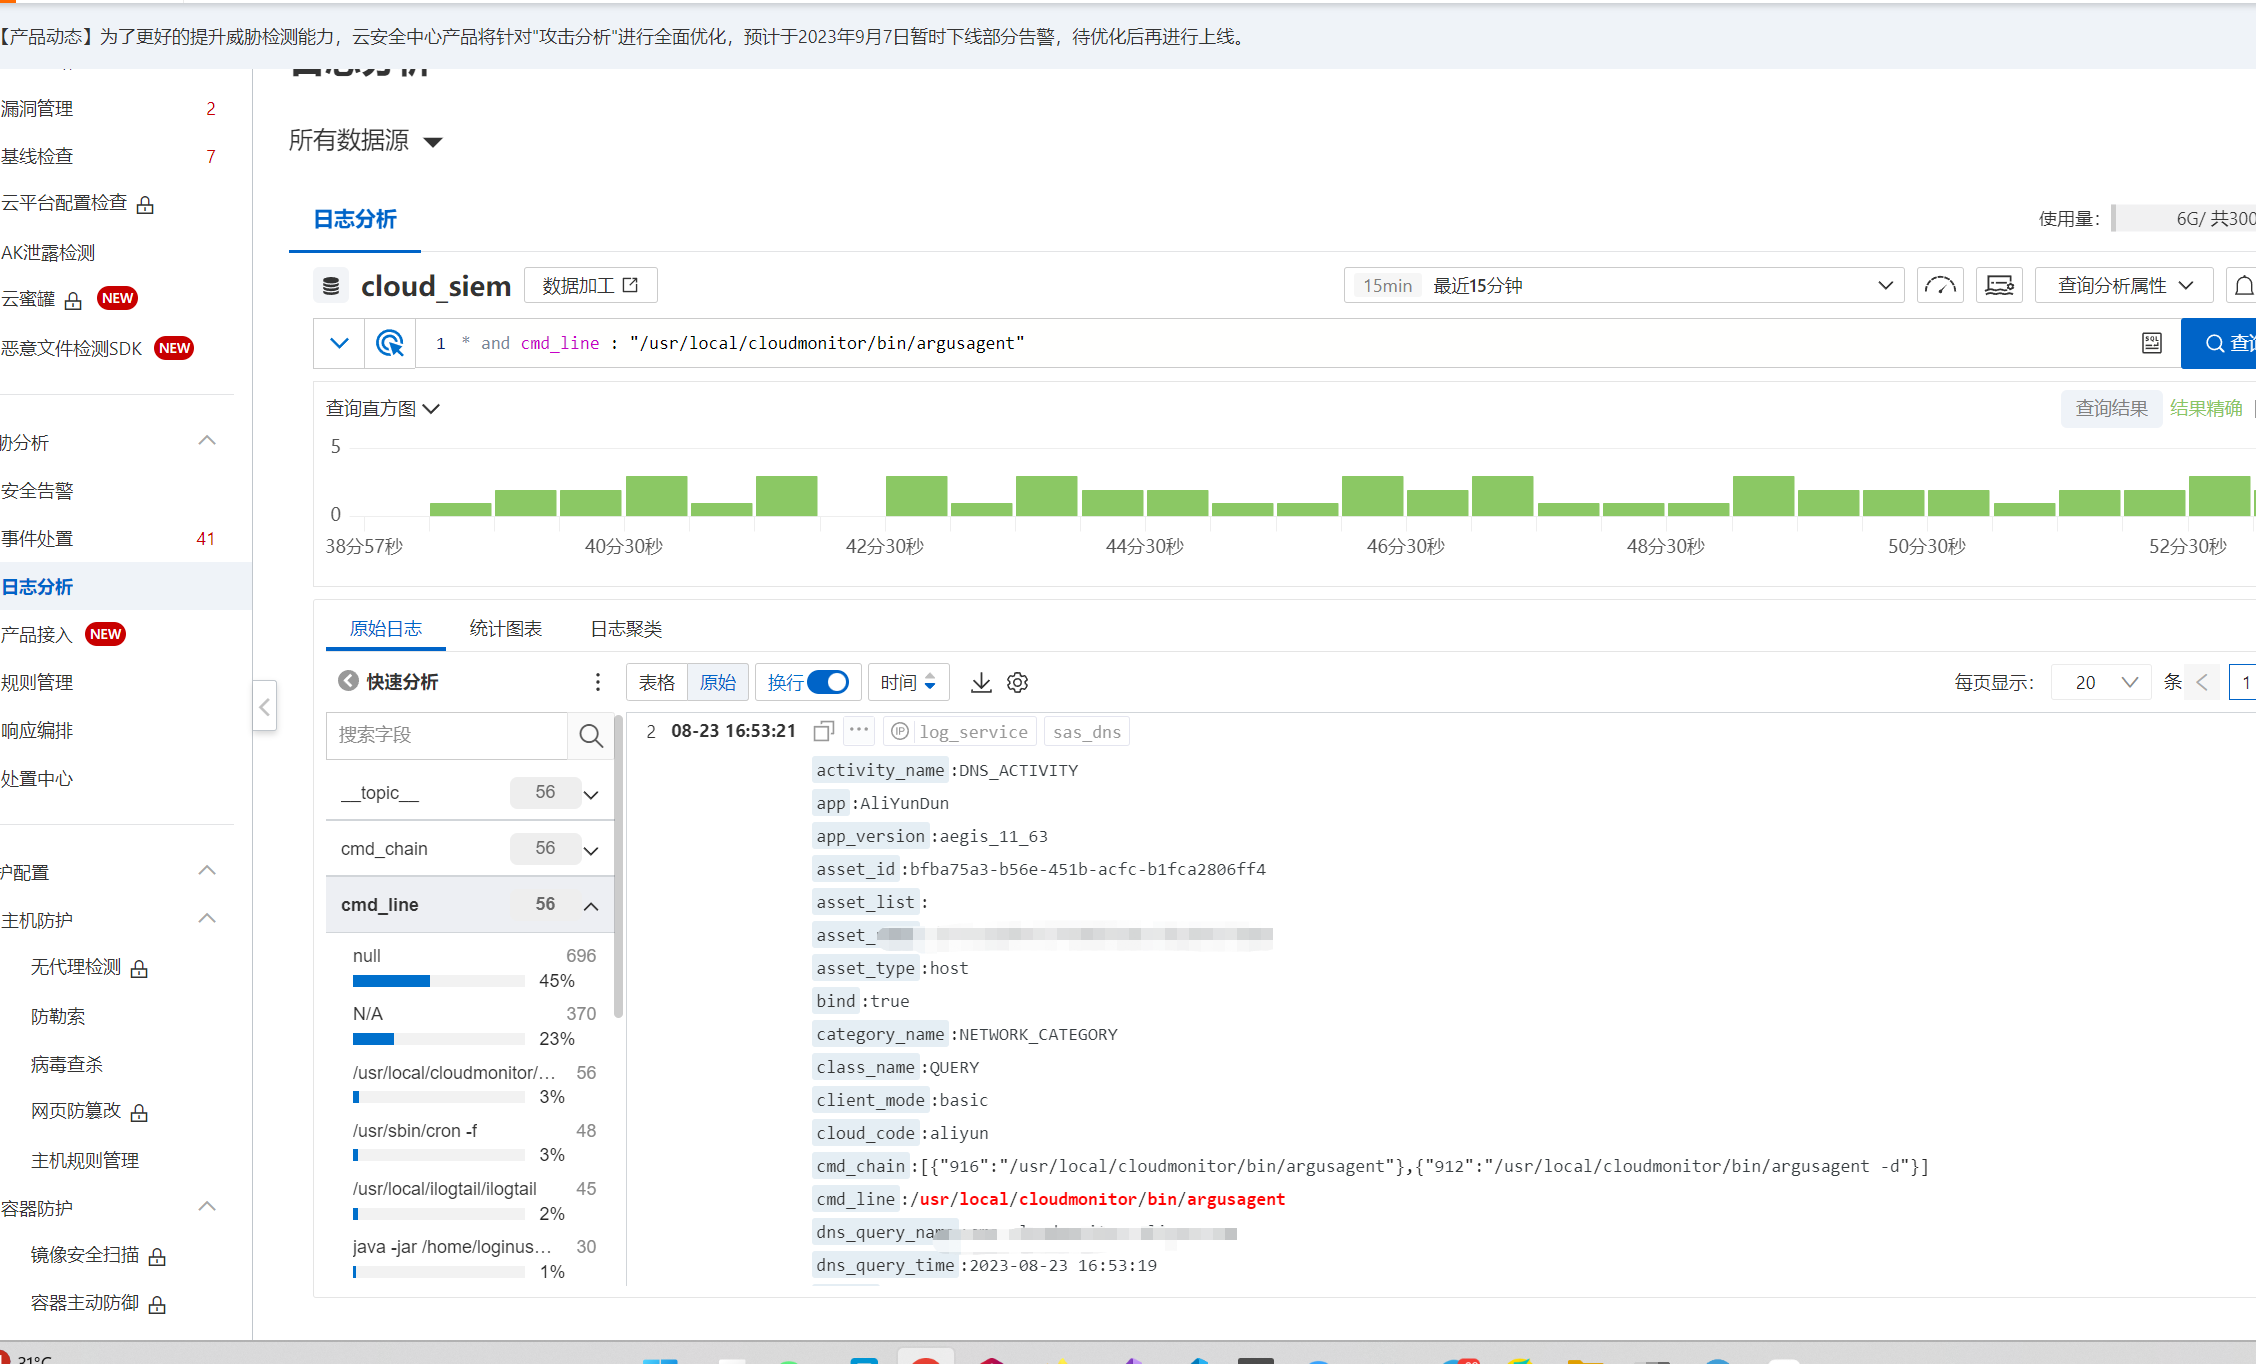 【产品动态】为了更好的提升威胁检测能力，云安全中心产品将针对"攻击分析"进行全面优化，预计于2023年9月7日暂时下线部分告警，待优化后再进行上线。
漏洞管理 2
基线检查 7
云平台配置检查
AK泄露检测
云蜜罐 NEW
恶意文件检测SDK NEW
胁分析
安全告警
事件处置 41
日志分析
产品接入 NEW
规则管理
响应编排
处置中心
护配置
主机防护
无代理检测
防勒索
病毒查杀
网页防篡改
主机规则管理
容器防护
镜像安全扫描
容器主动防御
日志分析
所有数据源
日志分析
使用量: 6G/ 共300
cloud_siem 数据加工
15min 最近15分钟
查询分析属性
1 * and cmd_line : "/usr/local/cloudmonitor/bin/argusagent"
查询
查询直方图
查询结果 结果精确
5
0
38分57秒 40分30秒 42分30秒 44分30秒 46分30秒 48分30秒 50分30秒 52分30秒
原始日志 统计图表 日志聚类
快速分析
表格 原始 换行 时间
每页显示: 20 条 1
搜索字段
__topic__ 56
cmd_chain 56
cmd_line 56
null 696
45%
N/A 370
23%
/usr/local/cloudmonitor/... 56
3%
/usr/sbin/cron -f 48
3%
/usr/local/ilogtail/ilogtail 45
2%
java -jar /home/loginus... 30
1%
2 08-23 16:53:21 ... IP log_service sas_dns
activity_name:DNS_ACTIVITY
app:AliYunDun
app_version:aegis_11_63
asset_id:bfba75a3-b56e-451b-acfc-b1fca2806ff4
asset_list:
asset_
asset_type:host
bind:true
category_name:NETWORK_CATEGORY
class_name:QUERY
client_mode:basic
cloud_code:aliyun
cmd_chain:[{"916":"/usr/local/cloudmonitor/bin/argusagent"},{"912":"/usr/local/cloudmonitor/bin/argusagent -d"}]
cmd_line:/usr/local/cloudmonitor/bin/argusagent
dns_query_name
dns_query_time:2023-08-23 16:53:19
31°C